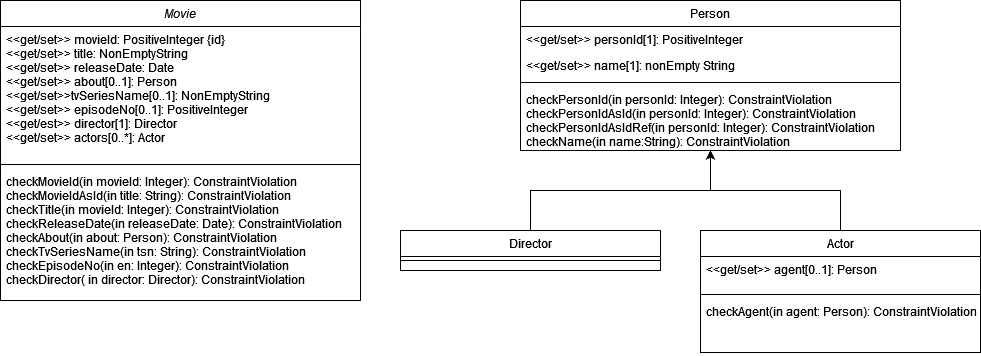 Movie
<<get/set>> movieId: PositiveInteger {id}
<<get/set>> title: NonEmptyString
<<get/set>> releaseDate: Date
<<get/set>> about[0..1]: Person
<<get/set>>tvSeriesName[0..1]: NonEmptyString
<<get/set>> episodeNo[0..1]: PositiveInteger
<<get/est>> director[1]: Director
<<get/set>> actors[0..*]: Actor
checkMovieId(in movieId: Integer): ConstraintViolation
checkMovieIdAsId(in title: String): ConstraintViolation
checkTitle(in movieId: Integer): ConstraintViolation
checkReleaseDate(in releaseDate: Date): ConstraintViolation
checkAbout(in about: Person): ConstraintViolation
checkTvSeriesName(in tsn: String): ConstraintViolation
checkEpisodeNo(in en: Integer): ConstraintViolation
checkDirector( in director: Director): ConstraintViolation
Person
<<get/set>> personId[1]: PositiveInteger
<<get/set>> name[1]: nonEmpty String
checkPersonId(in personId: Integer): ConstraintViolation
checkPersonIdAsId(in personId: Integer): ConstraintViolation
checkPersonIdAsIdRef(in personId: Integer): ConstraintViolation
checkName(in name:String): ConstraintViolation
Director
Actor
<<get/set>> agent[0..1]: Person
checkAgent(in agent: Person): ConstraintViolation